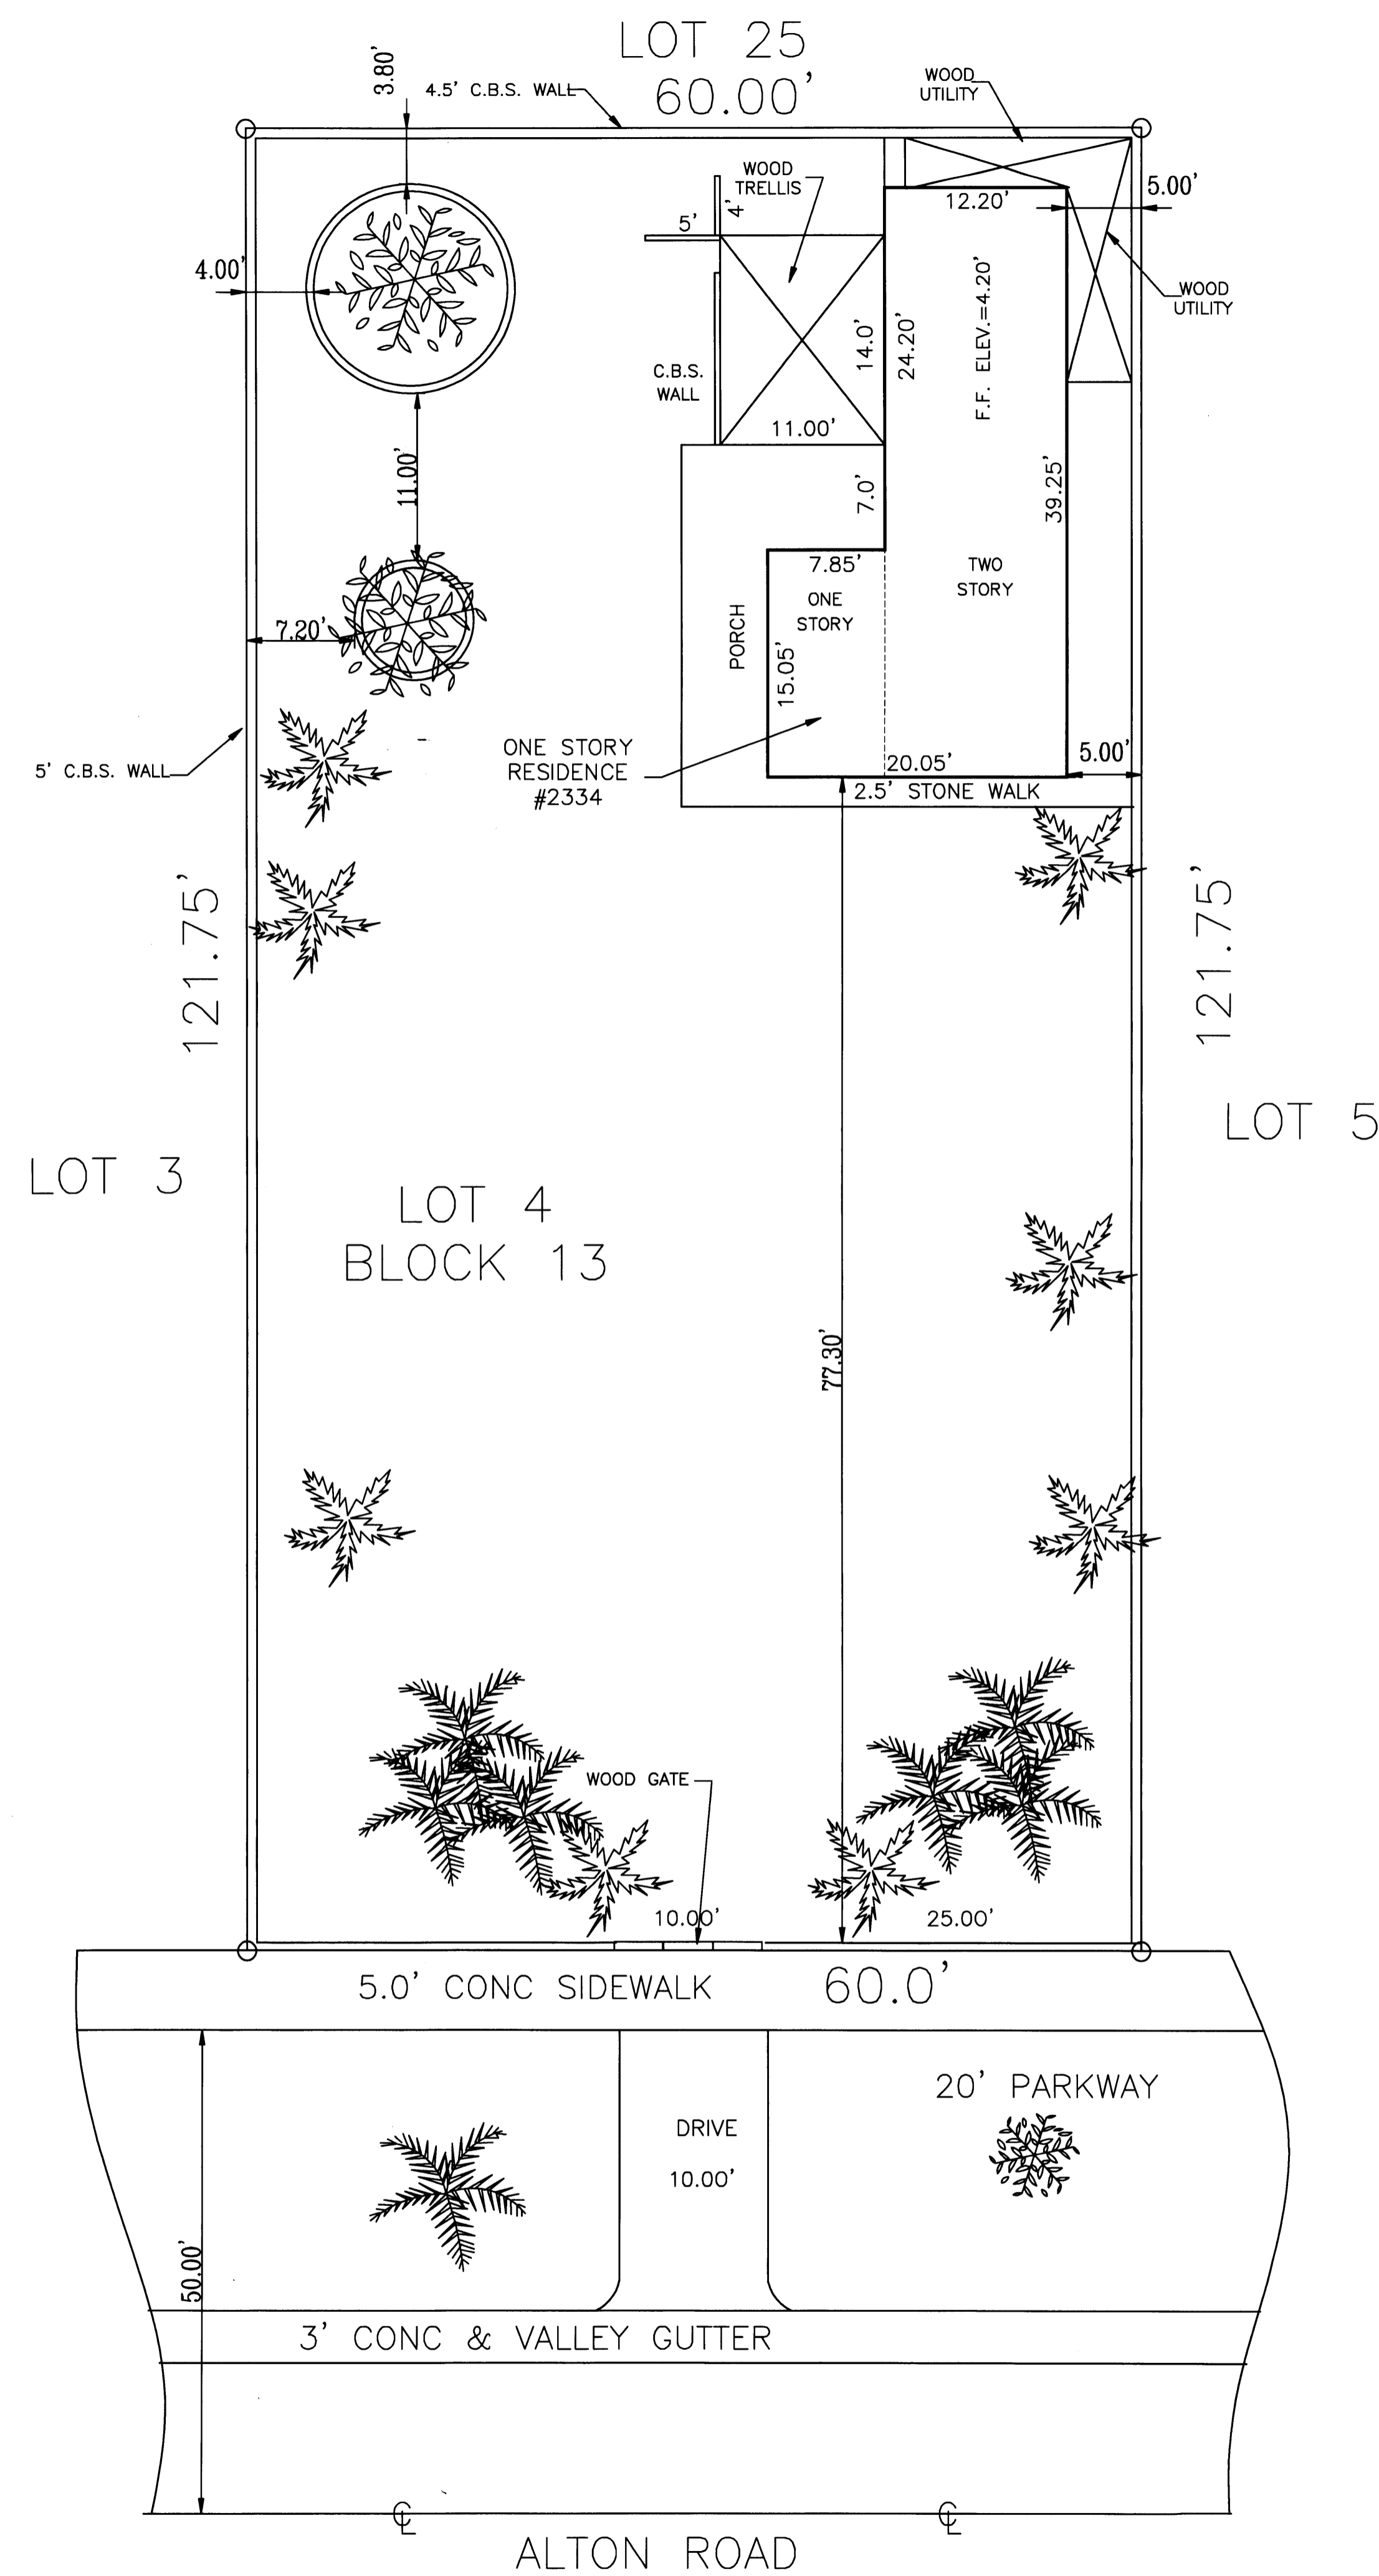 LOT 25
60.00'
3.80'
4.5' C.B.S. WALL
WOOD
UTILITY
WOOD
TRELLIS
5'
4'
12.20'
5.00'
4.00'
WOOD
UTILITY
14.0'
24.20'
F.F. ELEV.=4.20'
C.B.S.
WALL
11.00'
11.00'
7.0'
39.25'
7.85'
TWO
STORY
ONE
STORY
PORCH
15.05'
7.20'
ONE STORY
RESIDENCE
#2334
20.05'
5.00'
2.5' STONE WALK
5' C.B.S. WALL
121.75'
121.75'
LOT 3
LOT 5
LOT 4
BLOCK 13
77.30'
WOOD GATE
10.00'
25.00'
5.0' CONC SIDEWALK
60.0'
20' PARKWAY
DRIVE
10.00'
50.00'
3' CONC & VALLEY GUTTER
CL
CL
ALTON ROAD